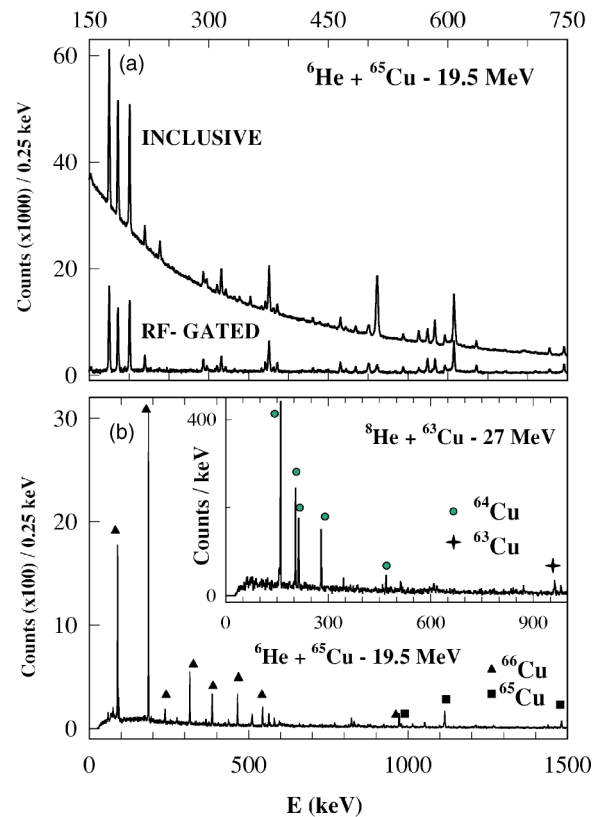 150 300 450 600 750
(a)
⁶He + ⁶⁵Cu - 19.5 MeV
60
INCLUSIVE
40
20
RF- GATED
0
Counts (x1000) / 0.25 keV
(b)
30
⁸He + ⁶³Cu - 27 MeV
400
⁶⁴Cu
⁶³Cu
Counts / keV
0
0 300 600 900
20
10
0
⁶He + ⁶⁵Cu - 19.5 MeV
⁶⁶Cu
⁶⁵Cu
Counts (x100) / 0.25 keV
0 500 1000 1500
E (keV)